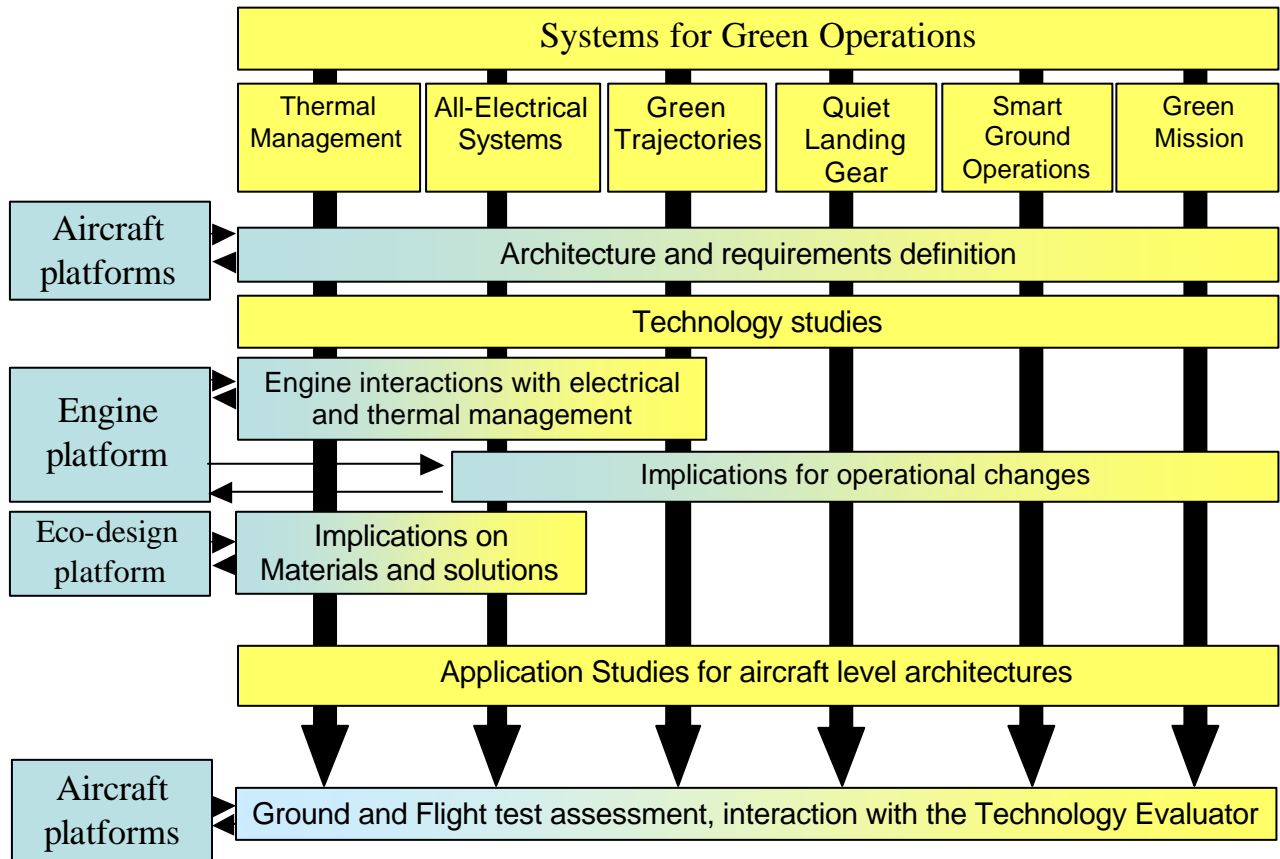 Systems for Green Operations
Thermal
Management
All-Electrical
Systems
Green
Trajectories
Quiet
Landing
Gear
Smart
Ground
Operations
Green
Mission
Aircraft
platforms
Architecture and requirements definition
Technology studies
Engine
platform
Engine interactions with electrical
and thermal management
Implications for operational changes
Eco-design
platform
Implications on
Materials and solutions
Application Studies for aircraft level architectures
Aircraft
platforms
Ground and Flight test assessment, interaction with the Technology Evaluator